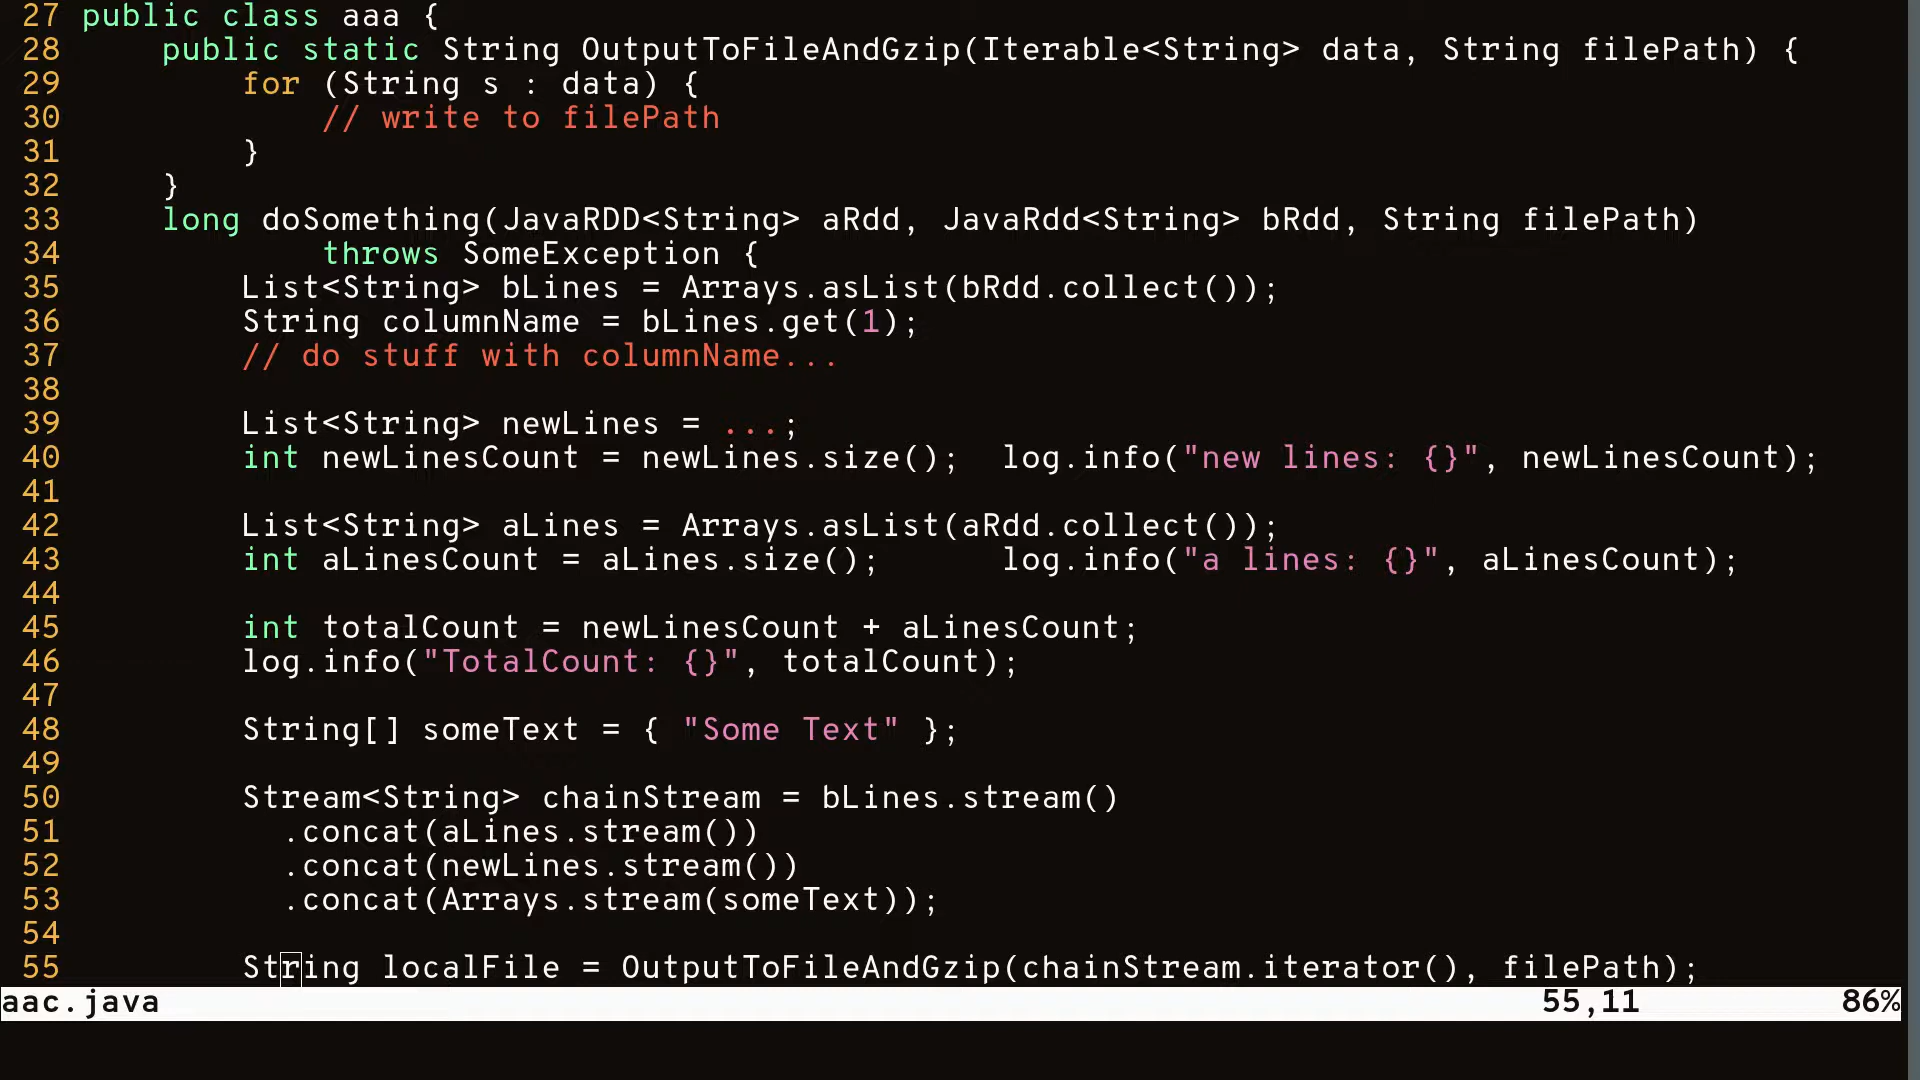 27 public class aaa {
28     public static String OutputToFileAndGzip(Iterable<String> data, String filePath) {
29         for (String s : data) {
30             // write to filePath
31         }
32     }
33     long doSomething(JavaRDD<String> aRdd, JavaRdd<String> bRdd, String filePath)
34             throws SomeException {
35         List<String> bLines = Arrays.asList(bRdd.collect());
36         String columnName = bLines.get(1);
37         // do stuff with columnName...
38
39         List<String> newLines = ...;
40         int newLinesCount = newLines.size();  log.info("new lines: {}", newLinesCount);
41
42         List<String> aLines = Arrays.asList(aRdd.collect());
43         int aLinesCount = aLines.size();      log.info("a lines: {}", aLinesCount);
44
45         int totalCount = newLinesCount + aLinesCount;
46         log.info("TotalCount: {}", totalCount);
47
48         String[] someText = { "Some Text" };
49
50         Stream<String> chainStream = bLines.stream()
51           .concat(aLines.stream())
52           .concat(newLines.stream())
53           .concat(Arrays.stream(someText));
54
55         String localFile = OutputToFileAndGzip(chainStream.iterator(), filePath);
aac.java 55,11 86%